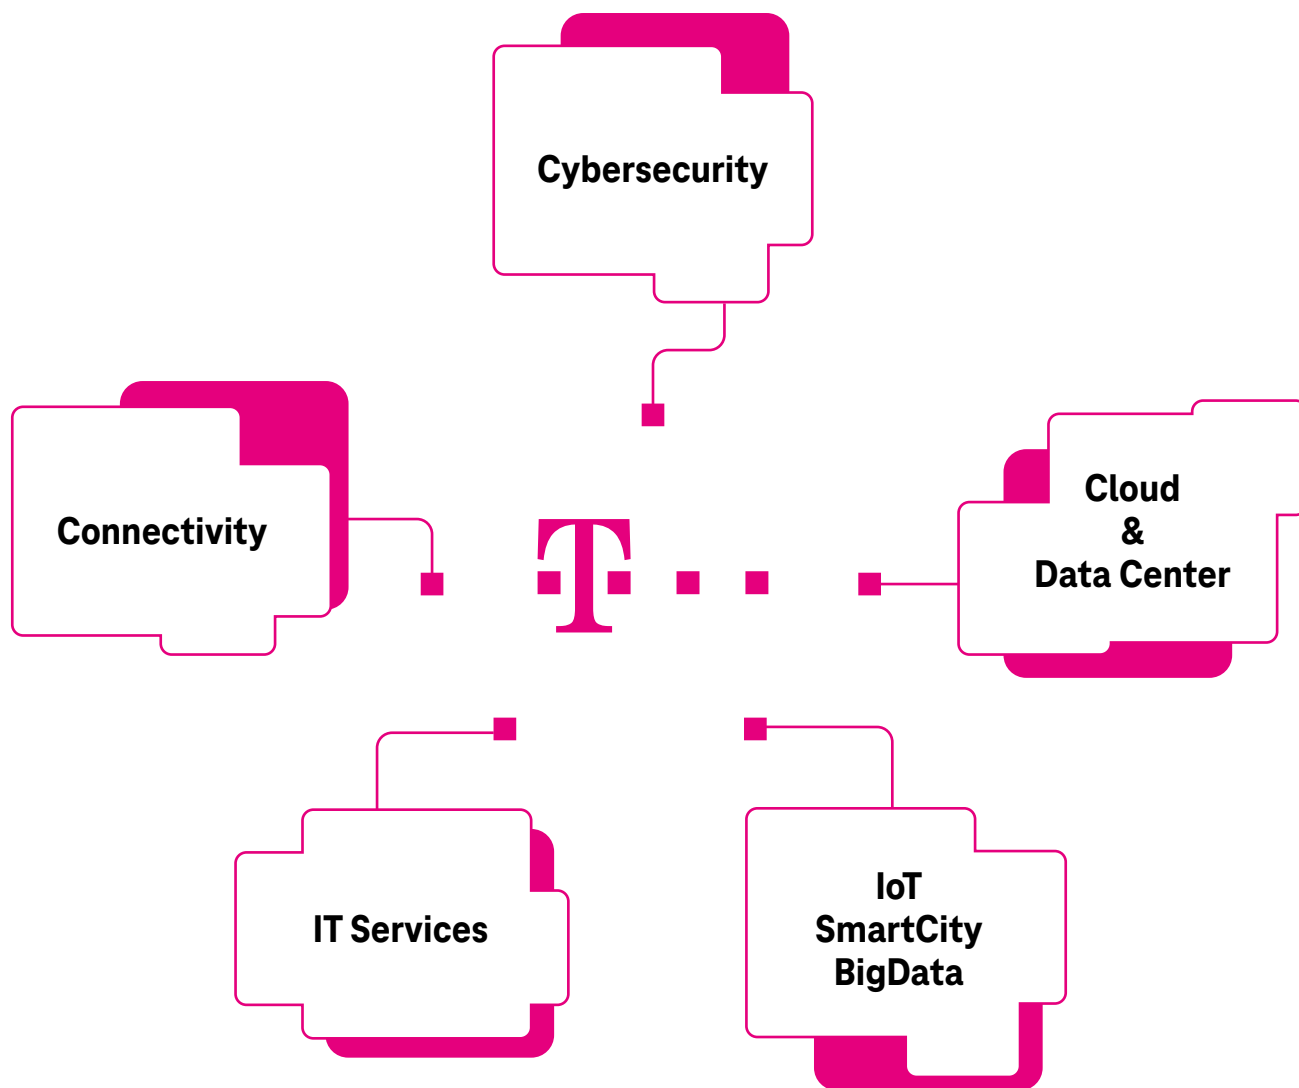 Cybersecurity
Connectivity
Cloud
&
Data Center
T
IT Services
IoT
SmartCity
BigData